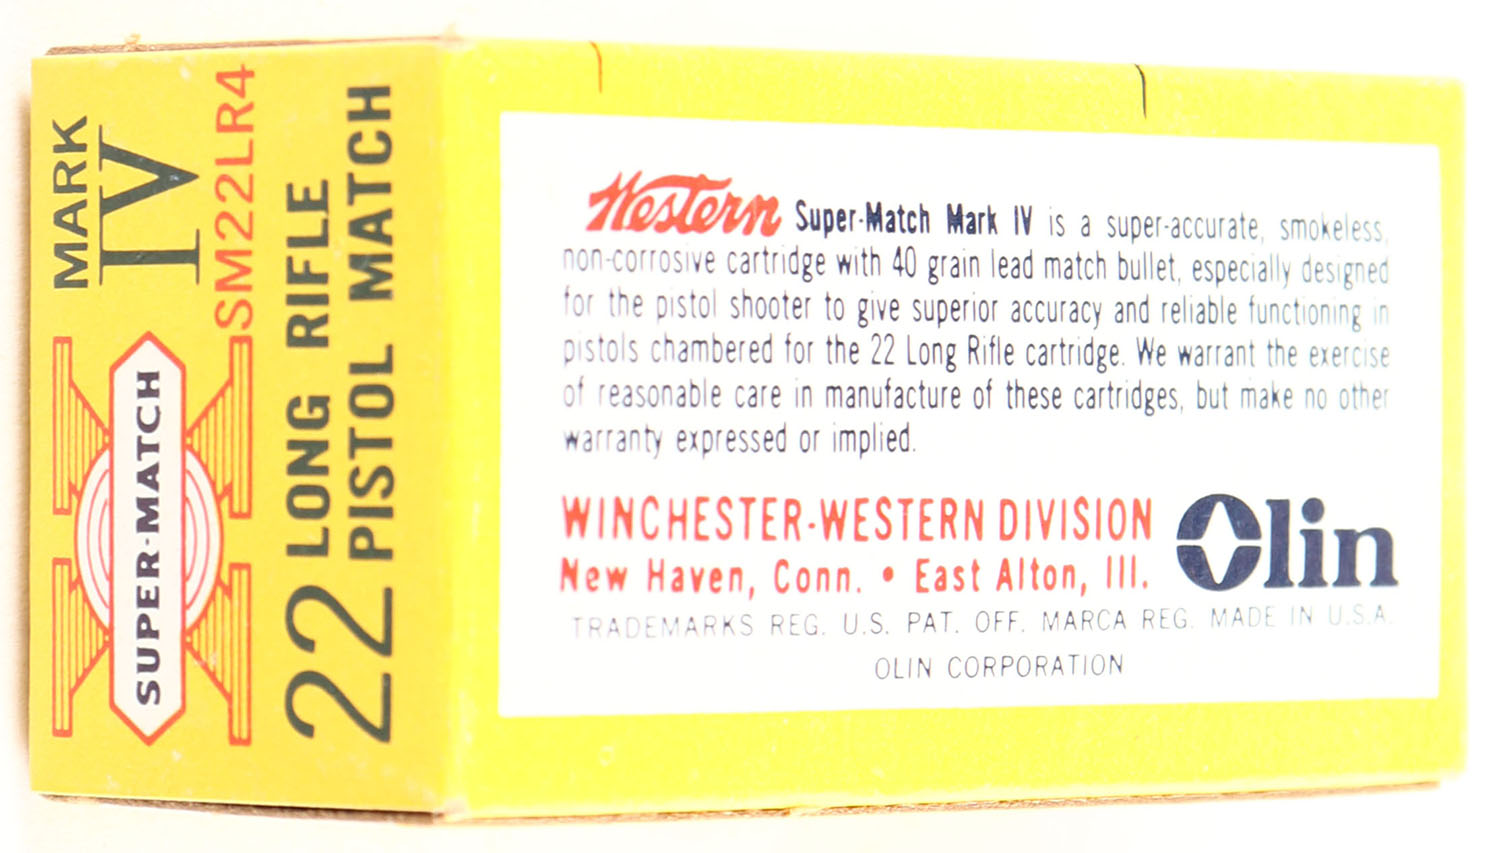 MARK
IV
SSM22LR4
SUPER-MATCH
22 LONG RIFLE
PISTOL MATCH
Western Super-Match Mark IV is a super-accurate, smokeless,
non-corrosive cartridge with 40 grain lead match bullet, especially designed
for the pistol shooter to give superior accuracy and reliable functioning in
pistols chambered for the 22 Long Rifle cartridge. We warrant the exercise
of reasonable care in manufacture of these cartridges, but make no other
warranty expressed or implied.
WINCHESTER-WESTERN DIVISION
New Haven, Conn. • East Alton, Ill.
Olin
TRADEMARKS REG. U.S. PAT. OFF. MARCA REG. MADE IN U.S.A.
OLIN CORPORATION